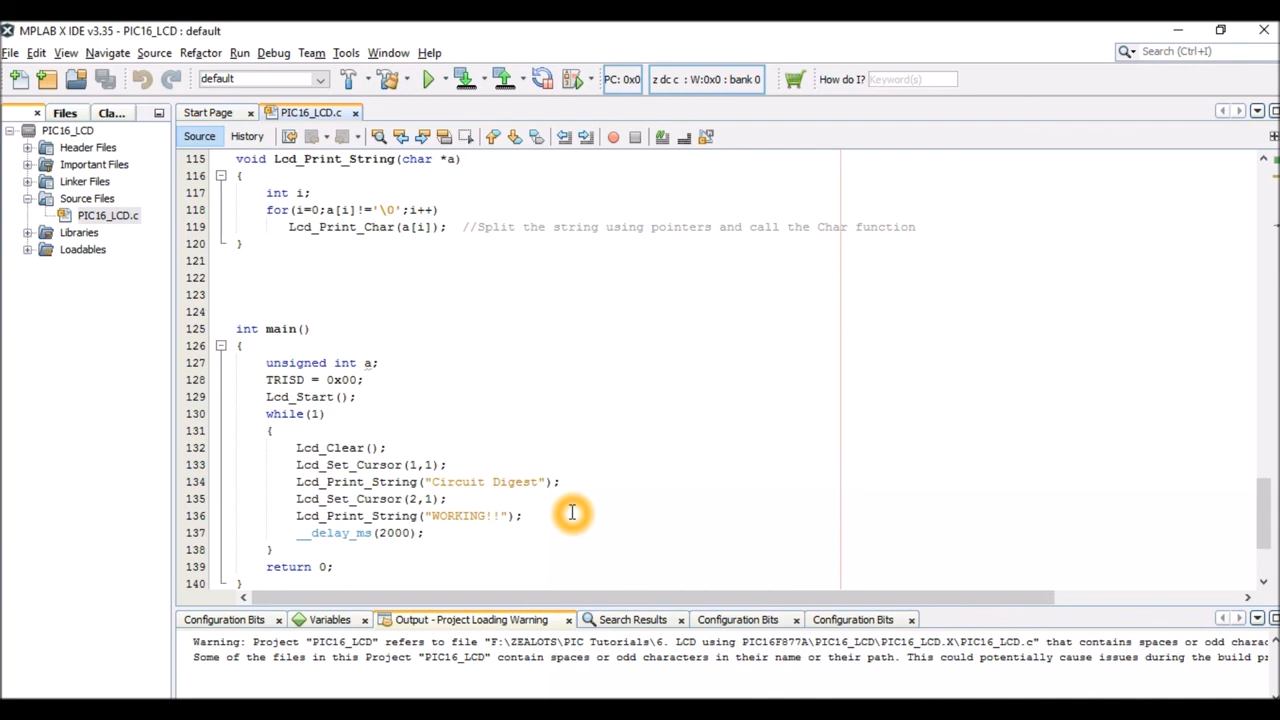 MPLAB X IDE v3.35 - PIC16_LCD : default
File Edit View Navigate Source Refactor Run Debug Team Tools Window Help
Search (Ctrl+I)
default
PC: 0x0
z dc c : W:0x0 : bank 0
How do I?
Keyword(s)
Files
Cla...
Start Page
PIC16_LCD.c
PIC16_LCD
Header Files
Important Files
Linker Files
Source Files
PIC16_LCD.c
Libraries
Loadables
Source
History
115 void Lcd_Print_String(char *a)
116 {
117 int i;
118 for(i=0;a[i]!='\0';i++)
119 Lcd_Print_Char(a[i]); //Split the string using pointers and call the Char function
120 }
121
122
123
124
125 int main()
126 {
127 unsigned int a;
128 TRISD = 0x00;
129 Lcd_Start();
130 while(1)
131 {
132 Lcd_Clear();
133 Lcd_Set_Cursor(1,1);
134 Lcd_Print_String("Circuit Digest");
135 Lcd_Set_Cursor(2,1);
136 Lcd_Print_String("WORKING!!");
137 __delay_ms(2000);
138 }
139 return 0;
140 }
Configuration Bits
Variables
Output - Project Loading Warning
Search Results
Configuration Bits
Configuration Bits
Warning: Project "PIC16_LCD" refers to file "F:\ZEALOTS\PIC Tutorials\6. LCD using PIC16F877A\PIC16_LCD\PIC16_LCD.X\PIC16_LCD.c" that contains spaces or odd charac
Some of the files in this Project "PIC16_LCD" contain spaces or odd characters in their name or their path. This could potentially cause issues during the build p